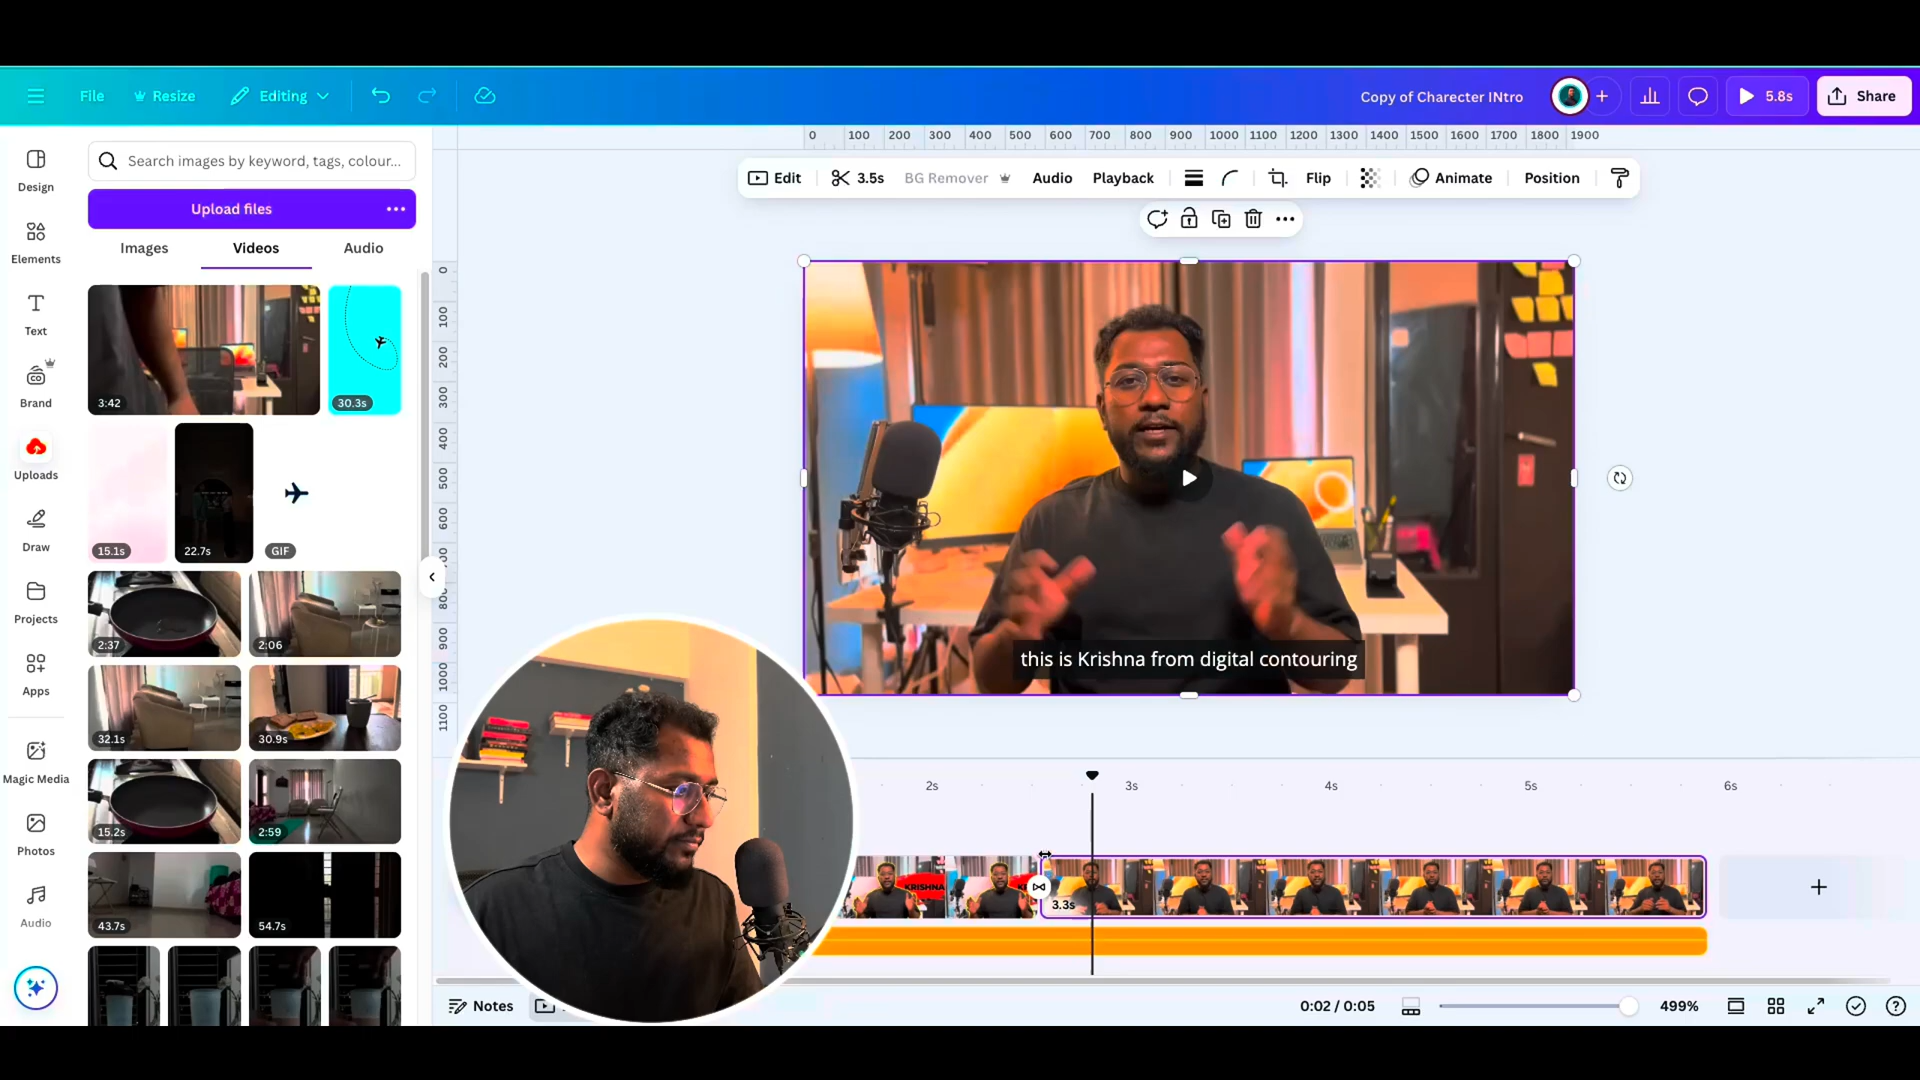 File
Resize
Editing
Copy of Charecter INtro
5.8s
Share
Design
Elements
Text
Brand
Uploads
Draw
Projects
Apps
Magic Media
Photos
Audio
Search images by keyword, tags, colour...
Upload files
Images Videos Audio
3:42
30.3s
15.1s
22.7s
GIF
2:37
2:06
32.1s
30.9s
15.2s
2:59
43.7s
54.7s
0 100 200 300 400 500 600 700 800 900 1000 1100 1200 1300 1400 1500 1600 1700 1800 1900
Edit
3.5s
BG Remover
Audio
Playback
Flip
Animate
Position
0
100
200
300
400
500
600
900
1000
1100
this is Krishna from digital contouring
2s 3s 4s 5s 6s
KRISHNA
3.3s
Notes
0:02 / 0:05
499%